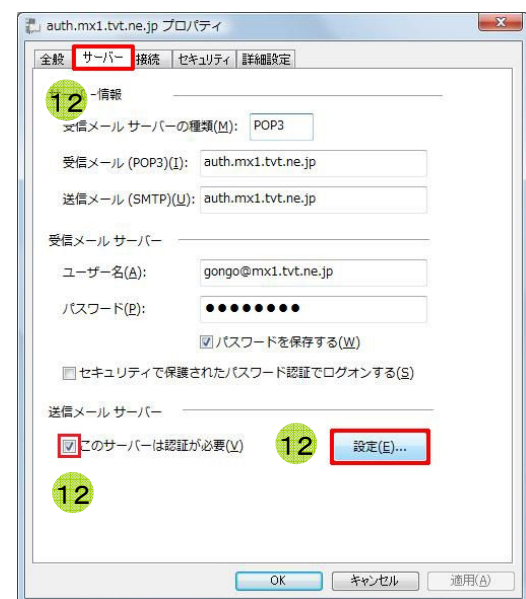 auth.mx1.tvt.ne.jp プロパティ
全般 サーバー 接続 セキュリティ 詳細設定
12 ー情報
受信メール サーバーの種類(M): POP3
受信メール (POP3)(I): auth.mx1.tvt.ne.jp
送信メール (SMTP)(U): auth.mx1.tvt.ne.jp
受信メール サーバー
ユーザー名(A): gongo@mx1.tvt.ne.jp
パスワード(P): ●●●●●●●●
パスワードを保存する(W)
セキュリティで保護されたパスワード認証でログオンする(S)
送信メール サーバー
このサーバーは認証が必要(V) 12 設定(E)...
12
OK キャンセル 適用(A)